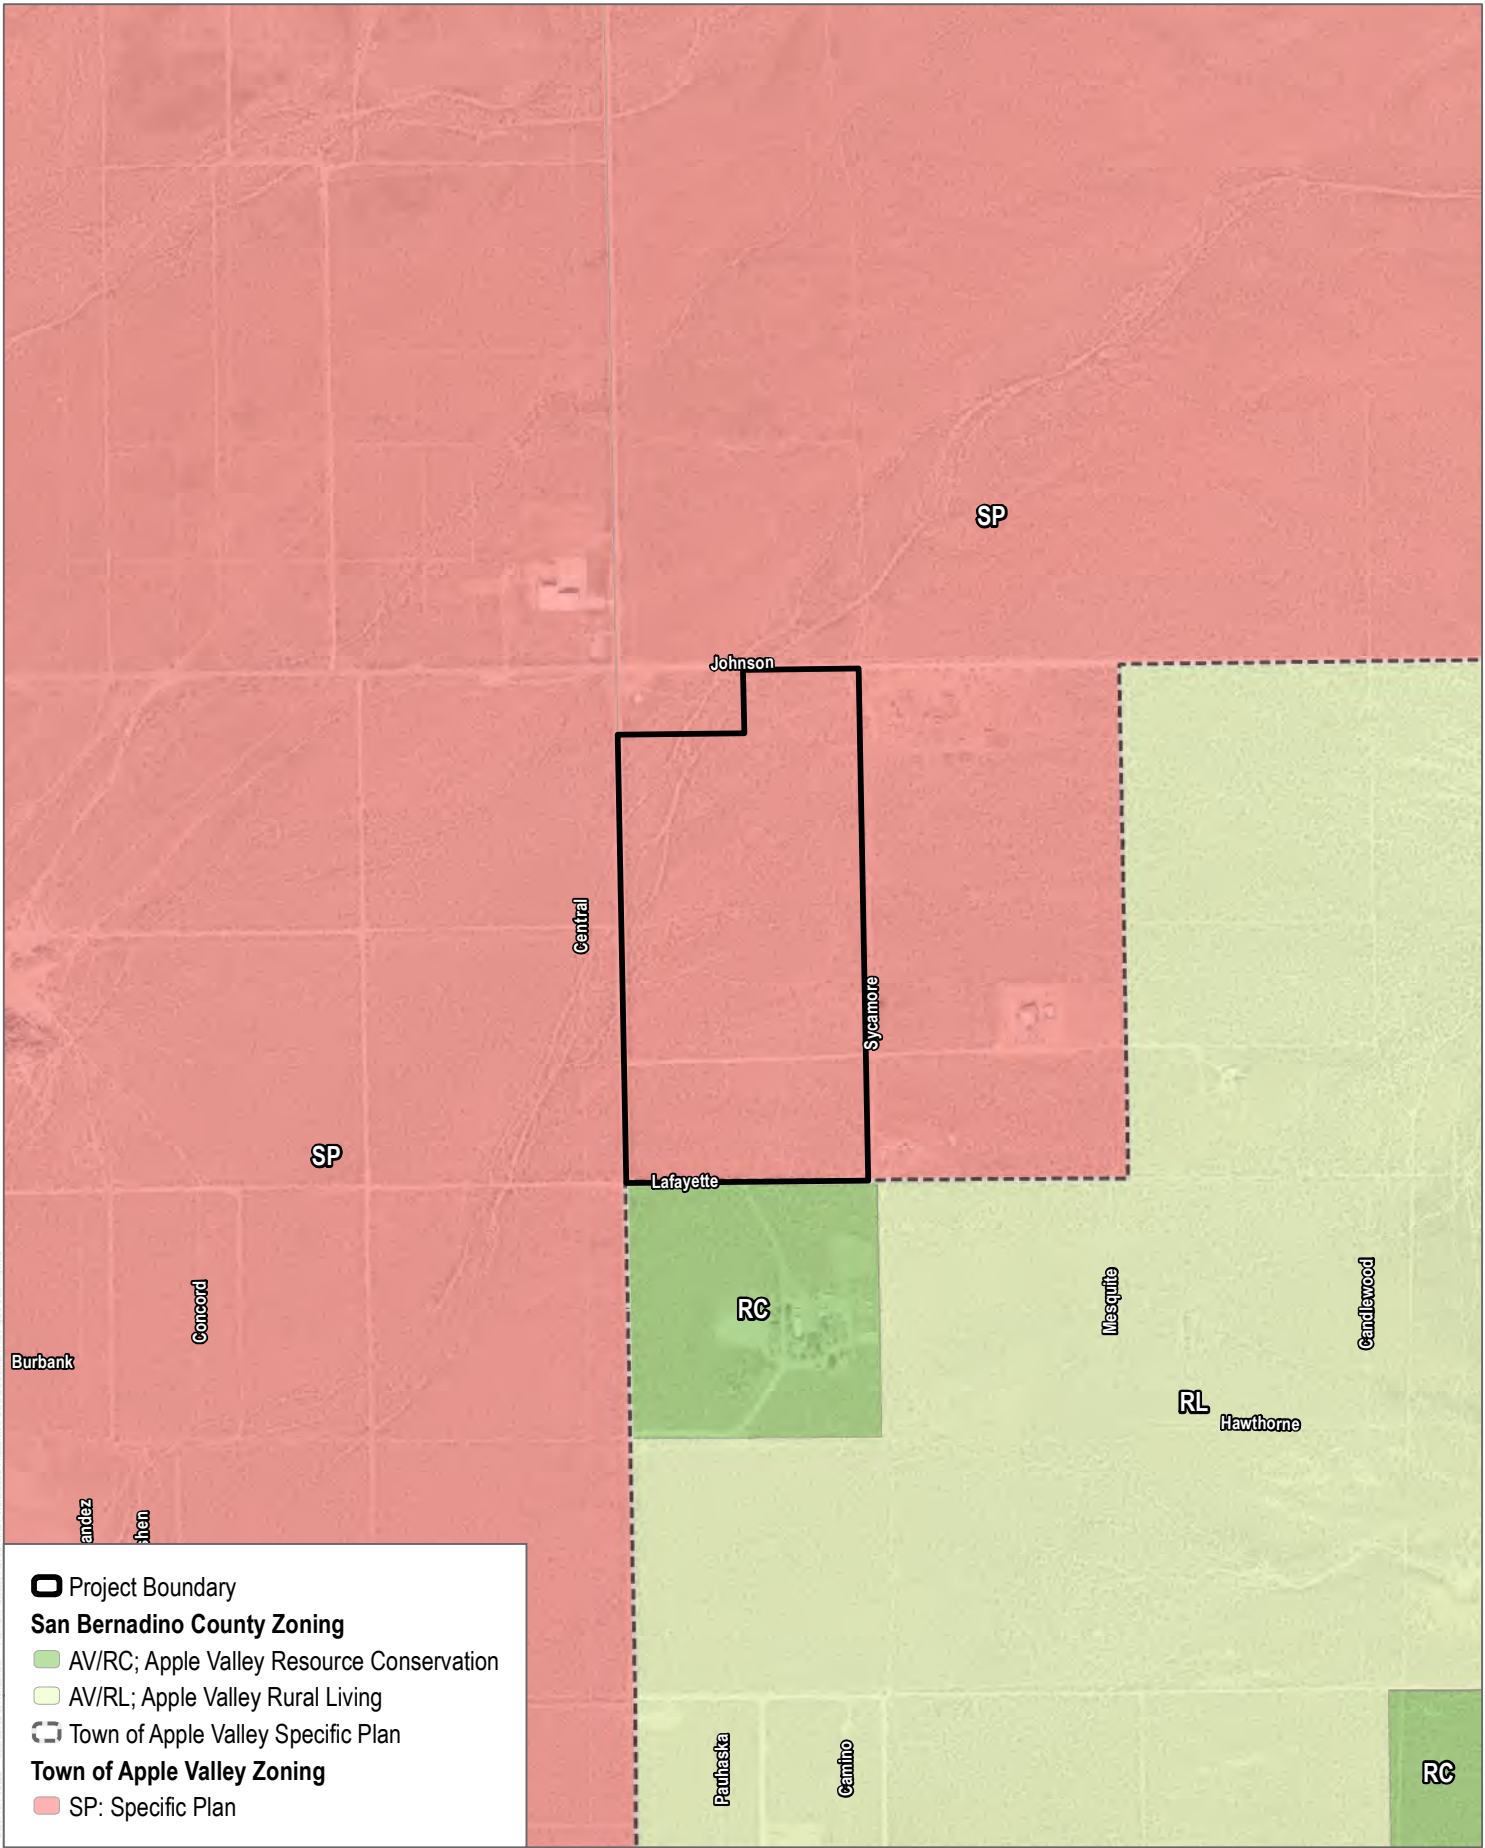 SP
Johnson
Central
Sycamore
SP
Lafayette
Concord
RC
Mesquite
Candlewood
Burbank
RL
Hawthorne
andez
shen
Project Boundary
San Bernadino County Zoning
AV/RC; Apple Valley Resource Conservation
AV/RL; Apple Valley Rural Living
Town of Apple Valley Specific Plan
Town of Apple Valley Zoning
SP: Specific Plan
Pauhaska
Camino
RC